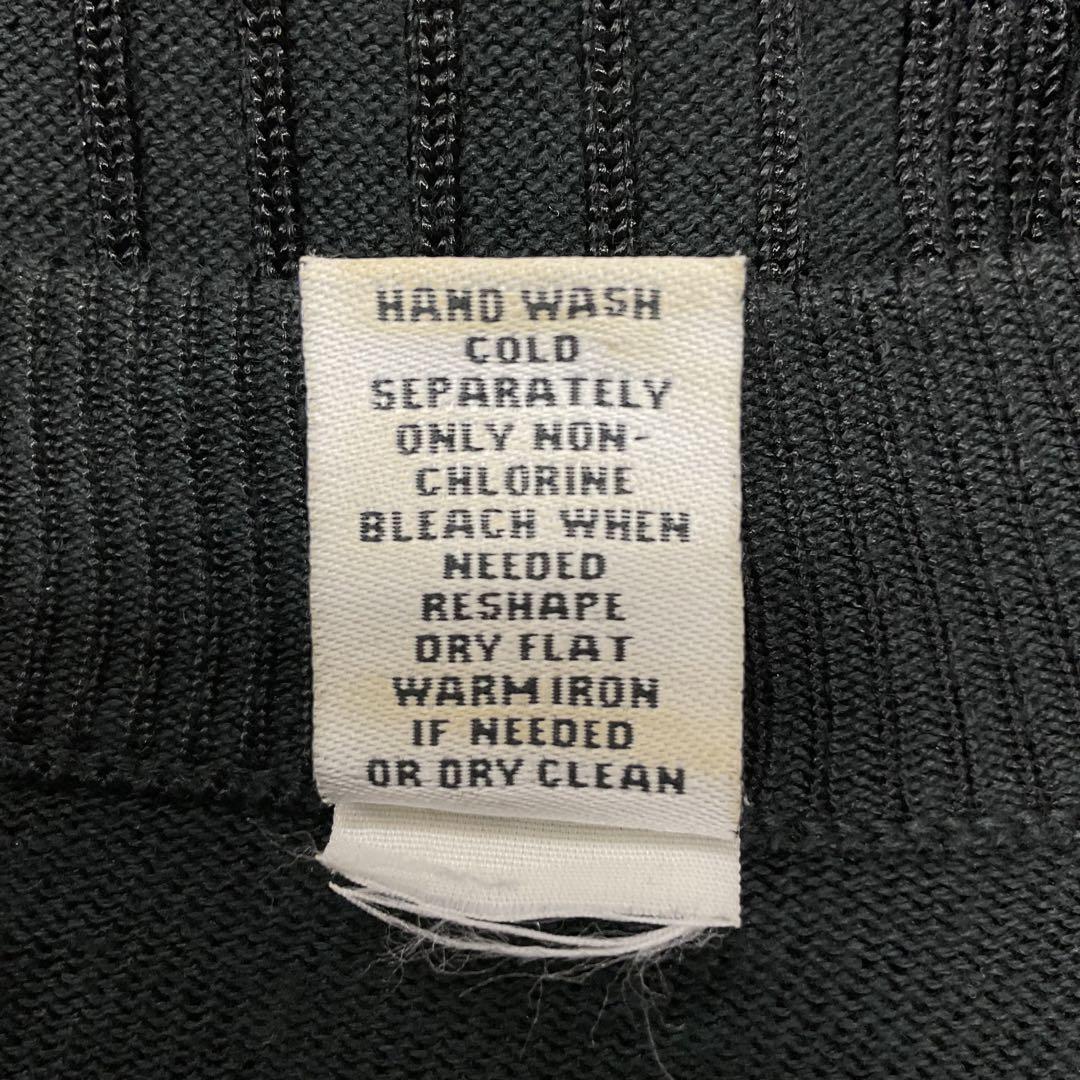 HAND WASH
COLD
SEPARATELY
ONLY NON-
CHLORINE
BLEACH WHEN
NEEDED
RESHAPE
DRY FLAT
WARM IRON
IF NEEDED
OR DRY CLEAN